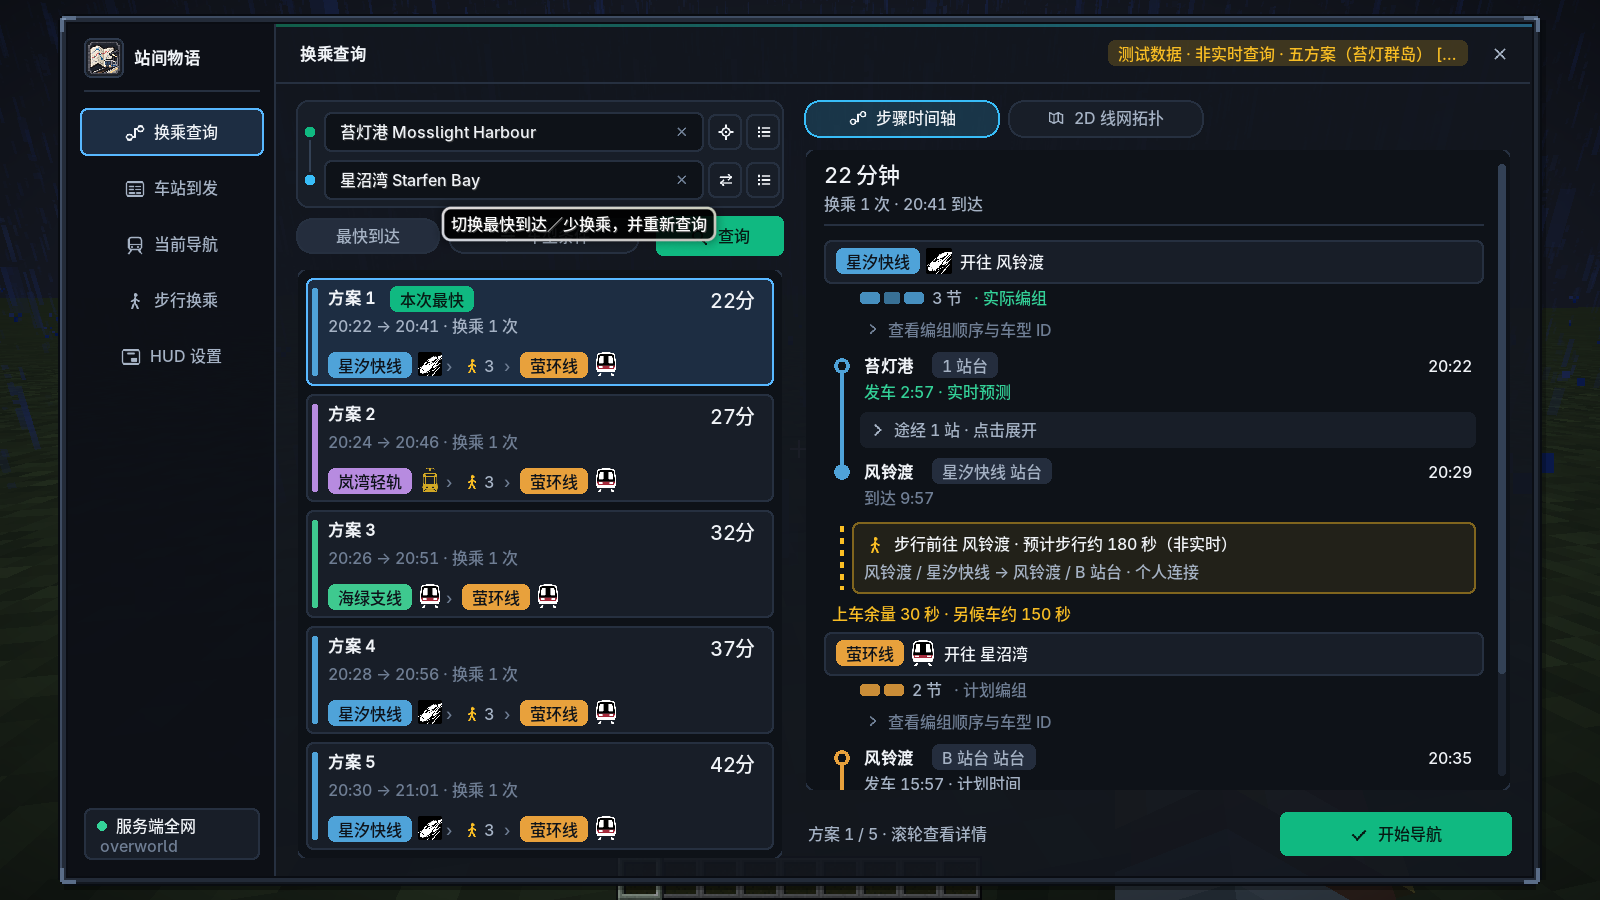 站间物语
换乘查询
车站到发
当前导航
步行换乘
HUD 设置
服务端全网
overworld
换乘查询
测试数据 · 非实时查询 · 五方案（苔灯群岛） [...
苔灯港 Mosslight Harbour
星沼湾 Starfen Bay
切换最快到达／少换乘，并重新查询
最快到达
查询
方案 1 本次最快 22分
20:22 → 20:41 · 换乘 1 次
星汐快线 › 3 › 萤环线
方案 2 27分
20:24 → 20:46 · 换乘 1 次
岚湾轻轨 › 3 › 萤环线
方案 3 32分
20:26 → 20:51 · 换乘 1 次
海绿支线 › 萤环线
方案 4 37分
20:28 → 20:56 · 换乘 1 次
星汐快线 › 3 › 萤环线
方案 5 42分
20:30 → 21:01 · 换乘 1 次
星汐快线 › 3 › 萤环线
步骤时间轴
2D 线网拓扑
22 分钟
换乘 1 次 · 20:41 到达
星汐快线 开往 风铃渡
3 节 · 实际编组
查看编组顺序与车型 ID
苔灯港 1 站台 20:22
发车 2:57 · 实时预测
途经 1 站 · 点击展开
风铃渡 星汐快线 站台 20:29
到达 9:57
步行前往 风铃渡 · 预计步行约 180 秒（非实时）
风铃渡 / 星汐快线 → 风铃渡 / B 站台 · 个人连接
上车余量 30 秒 · 另候车约 150 秒
萤环线 开往 星沼湾
2 节 · 计划编组
查看编组顺序与车型 ID
风铃渡 B 站台 站台 20:35
发车 15:57 · 计划时间
方案 1 / 5 · 滚轮查看详情
开始导航